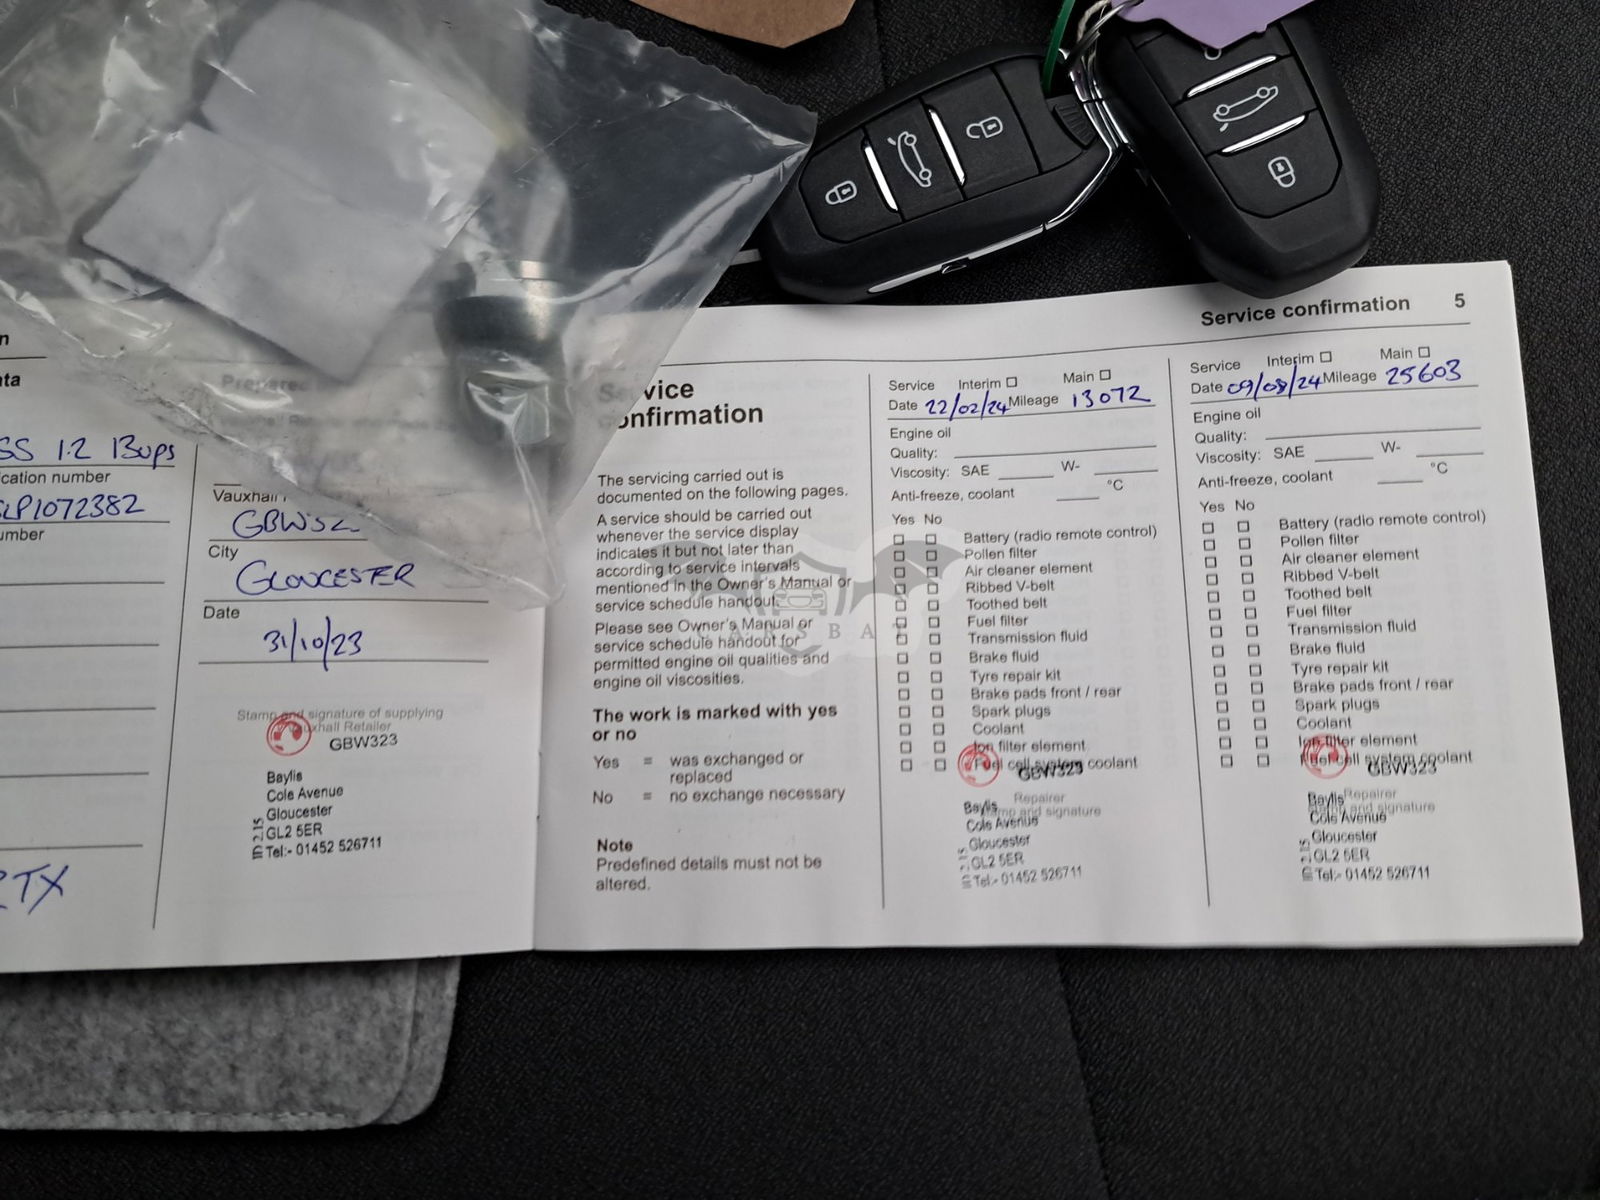 n
ata
SS 1.2 130ps
cation number
SLP1072382
umber
TX
Prepared
Vauxhall
GBW32
City
GLOUCESTER
Date
31/10/23
Stamp and signature of supplying
Vauxhall Retailer
GBW323
Baylis
Cole Avenue
Gloucester
GL2 5ER
Tel:- 01452 526711
Service confirmation 5
Service
confirmation
The servicing carried out is
documented on the following pages.
A service should be carried out
whenever the service display
indicates it but not later than
according to service intervals
mentioned in the Owner's Manual or
service schedule handout.
Please see Owner's Manual or
service schedule handout for
permitted engine oil qualities and
engine oil viscosities.
The work is marked with yes
or no
Yes = was exchanged or
replaced
No = no exchange necessary
Note
Predefined details must not be
altered.
Service Interim Main
Date 22/02/24 Mileage 13072
Engine oil
Quality:
Viscosity: SAE W-
Anti-freeze, coolant °C
Yes No
Battery (radio remote control)
Pollen filter
Air cleaner element
Ribbed V-belt
Toothed belt
Fuel filter
Transmission fluid
Brake fluid
Tyre repair kit
Brake pads front / rear
Spark plugs
Coolant
Ion filter element
Fuel cell system coolant
GBW323
Repairer
stamp and signature
Baylis
Cole Avenue
Gloucester
GL2 5ER
Tel:- 01452 526711
Service Interim Main
Date 09/08/24 Mileage 25603
Engine oil
Quality:
Viscosity: SAE W-
Anti-freeze, coolant °C
Yes No
Battery (radio remote control)
Pollen filter
Air cleaner element
Ribbed V-belt
Toothed belt
Fuel filter
Transmission fluid
Brake fluid
Tyre repair kit
Brake pads front / rear
Spark plugs
Coolant
Ion filter element
Fuel cell system coolant
GBW323
Repairer
stamp and signature
Baylis
Cole Avenue
Gloucester
GL2 5ER
Tel:- 01452 526711
CARSBAT